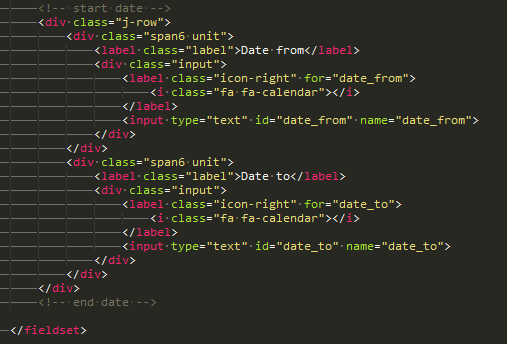 <!-- start date -->
<div class="j-row">
<div class="span6 unit">
<label class="label">Date from</label>
<div class="input">
<label class="icon-right" for="date_from">
<i class="fa fa-calendar"></i>
</label>
<input type="text" id="date_from" name="date_from">
</div>
</div>
<div class="span6 unit">
<label class="label">Date to</label>
<div class="input">
<label class="icon-right" for="date_to">
<i class="fa fa-calendar"></i>
</label>
<input type="text" id="date_to" name="date_to">
</div>
</div>
</div>
<!-- end date -->
</fieldset>